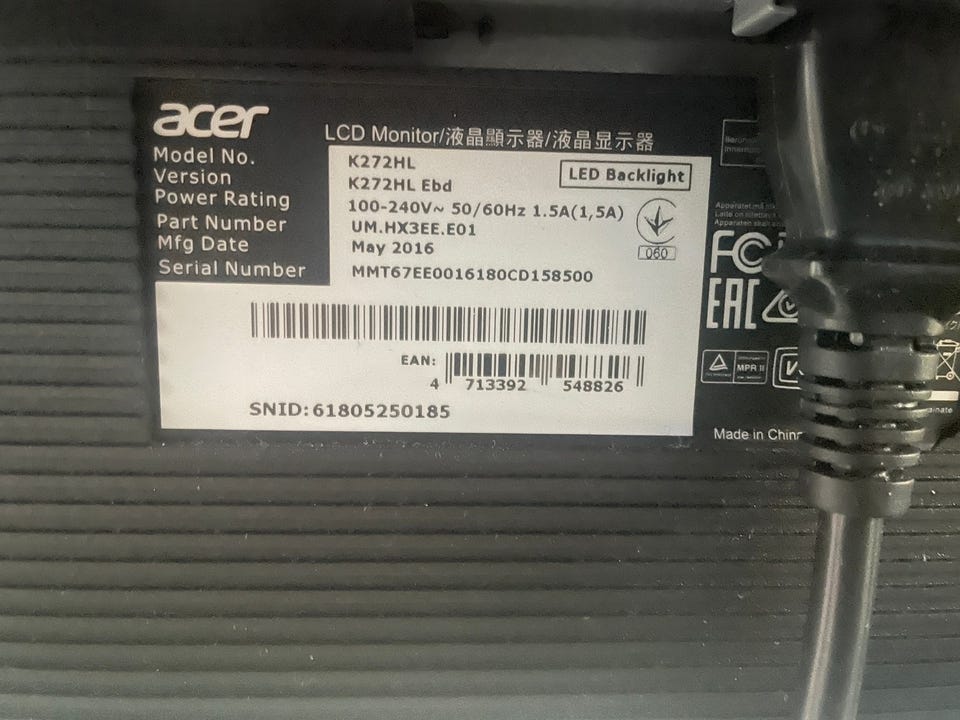 acer
LCD Monitor/液晶顯示器/液晶显示器
Model No. K272HL
LED Backlight
Version K272HL Ebd
Power Rating 100-240V~ 50/60Hz 1.5A(1,5A)
Part Number UM.HX3EE.E01
Mfg Date May 2016
Serial Number MMT67EE0016180CD158500
060
EAN:
4 713392 548826
SNID:61805250185
FC
EAC
MPR II
Made in China